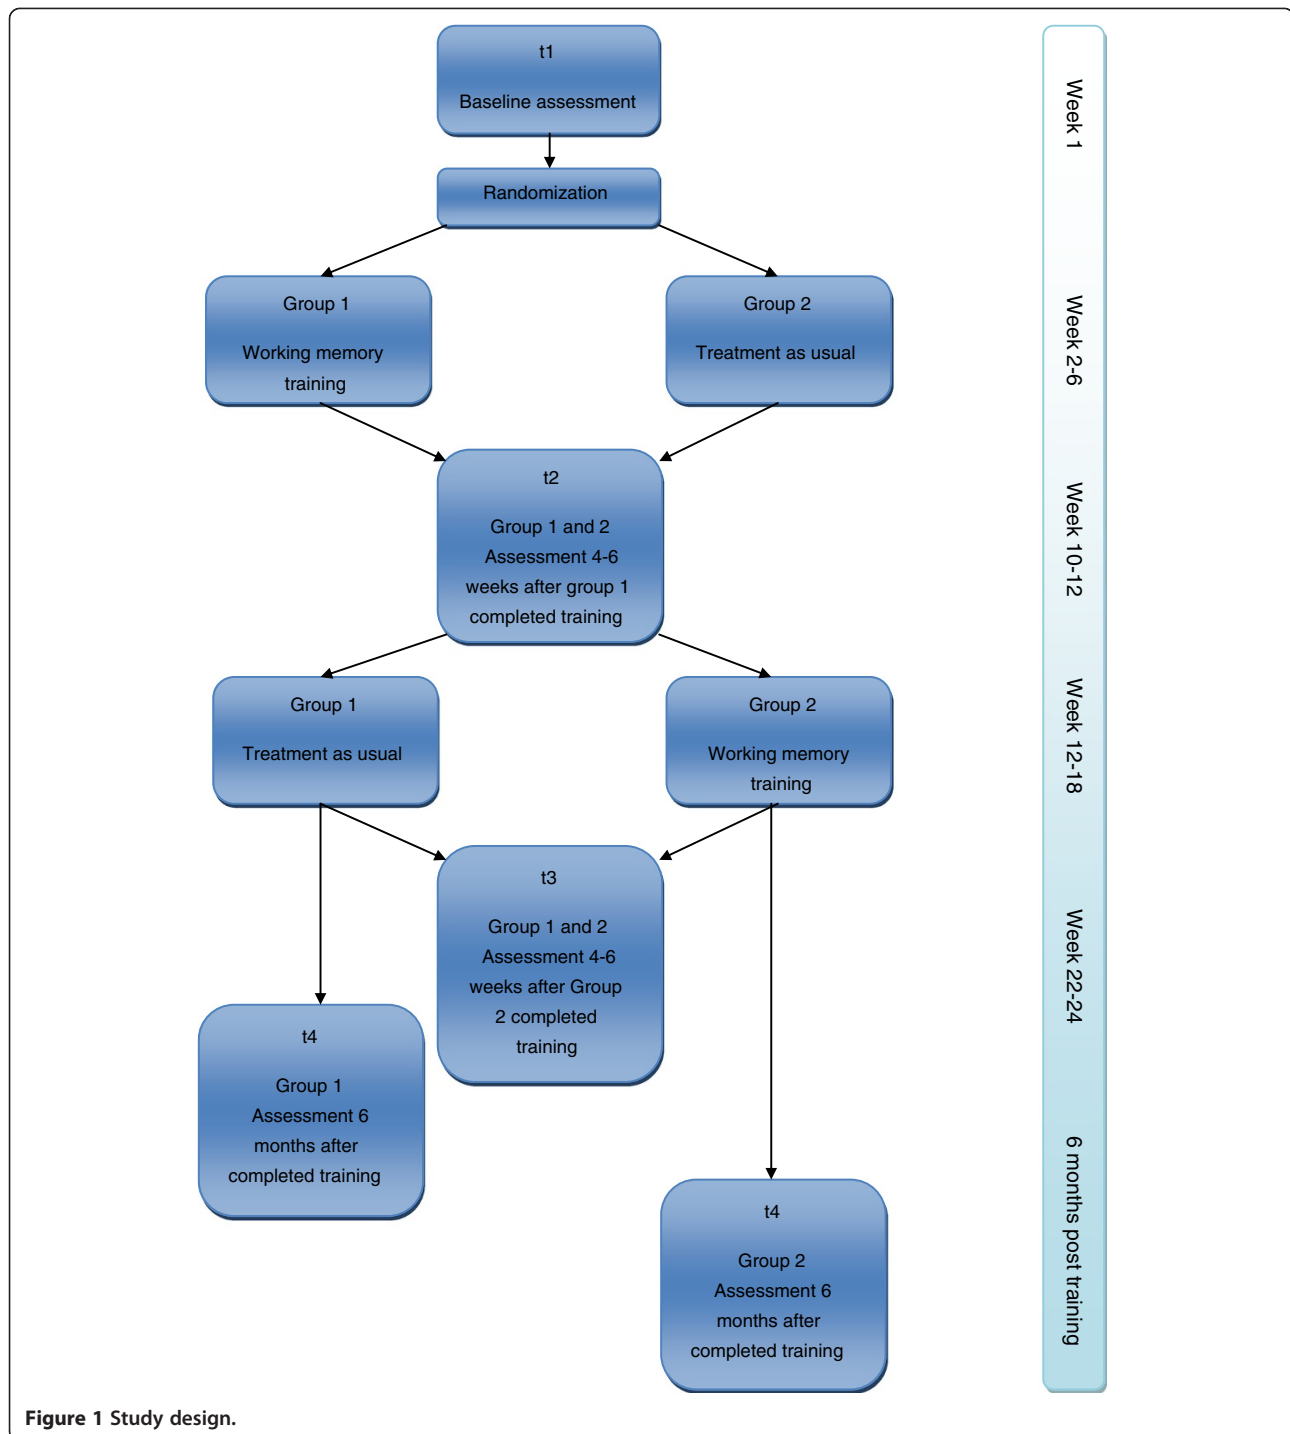 t1
Baseline assessment
Randomization
Group 1
Working memory
training
Group 2
Treatment as usual
t2
Group 1 and 2
Assessment 4-6
weeks after group 1
completed training
Group 1
Treatment as usual
Group 2
Working memory
training
t3
Group 1 and 2
Assessment 4-6
weeks after Group
2 completed
training
t4
Group 1
Assessment 6
months after
completed training
t4
Group 2
Assessment 6
months after
completed training
Week 1
Week 2-6
Week 10-12
Week 12-18
Week 22-24
6 months post training
Figure 1 Study design.